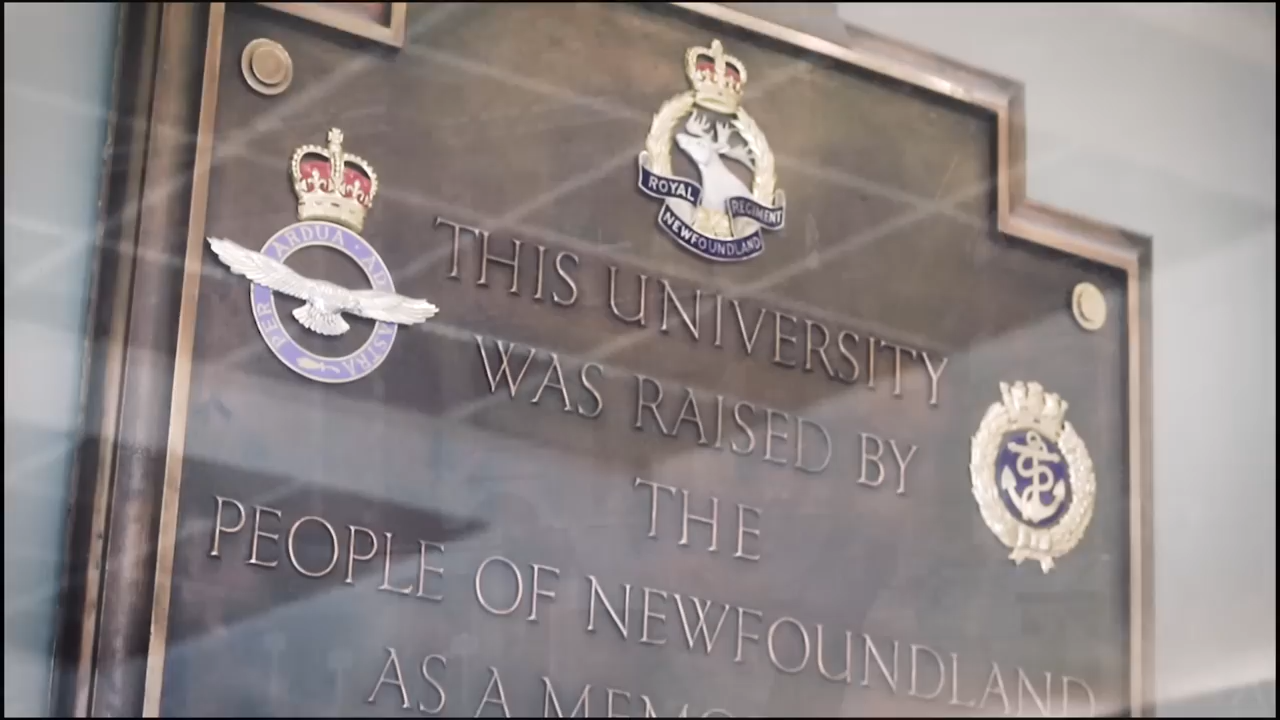 ROYAL REGIMENT
NEWFOUNDLAND
PER ARDUA · AD ASTRA
THIS UNIVERSITY
WAS RAISED BY
THE
PEOPLE OF NEWFOUNDLAND
AS A